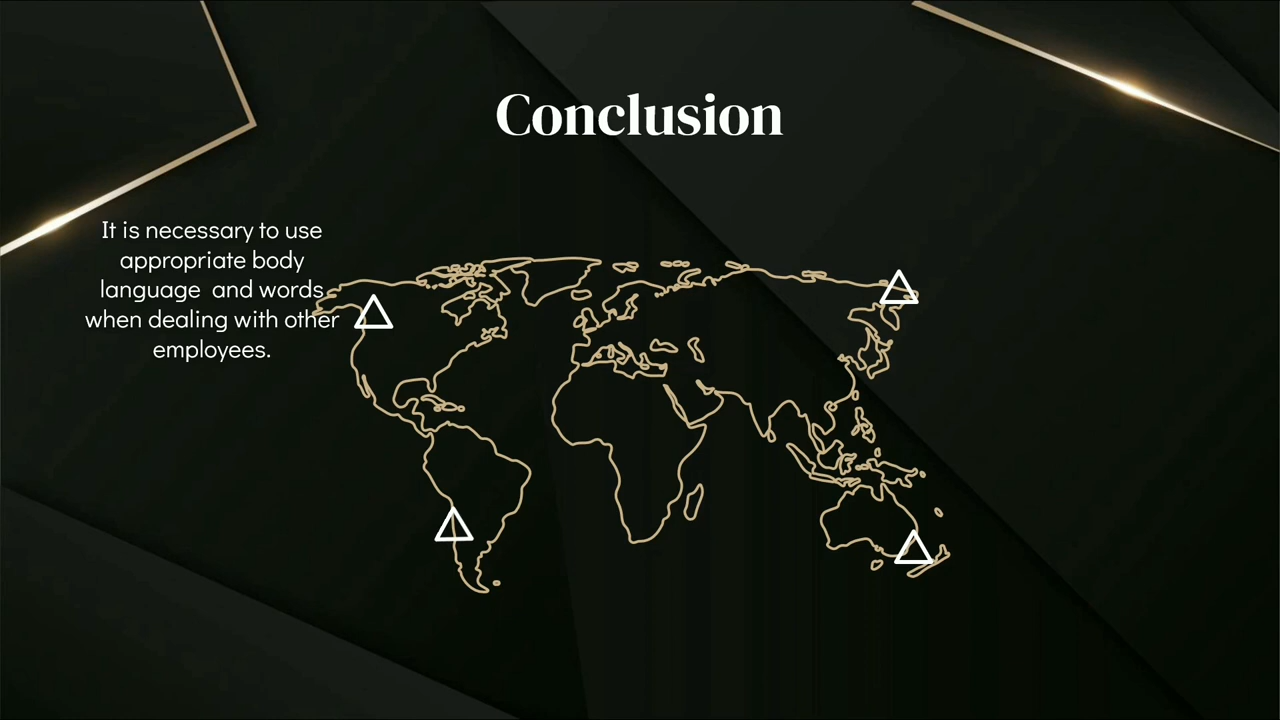 Conclusion
It is necessary to use
appropriate body
language  and words
when dealing with other
employees.